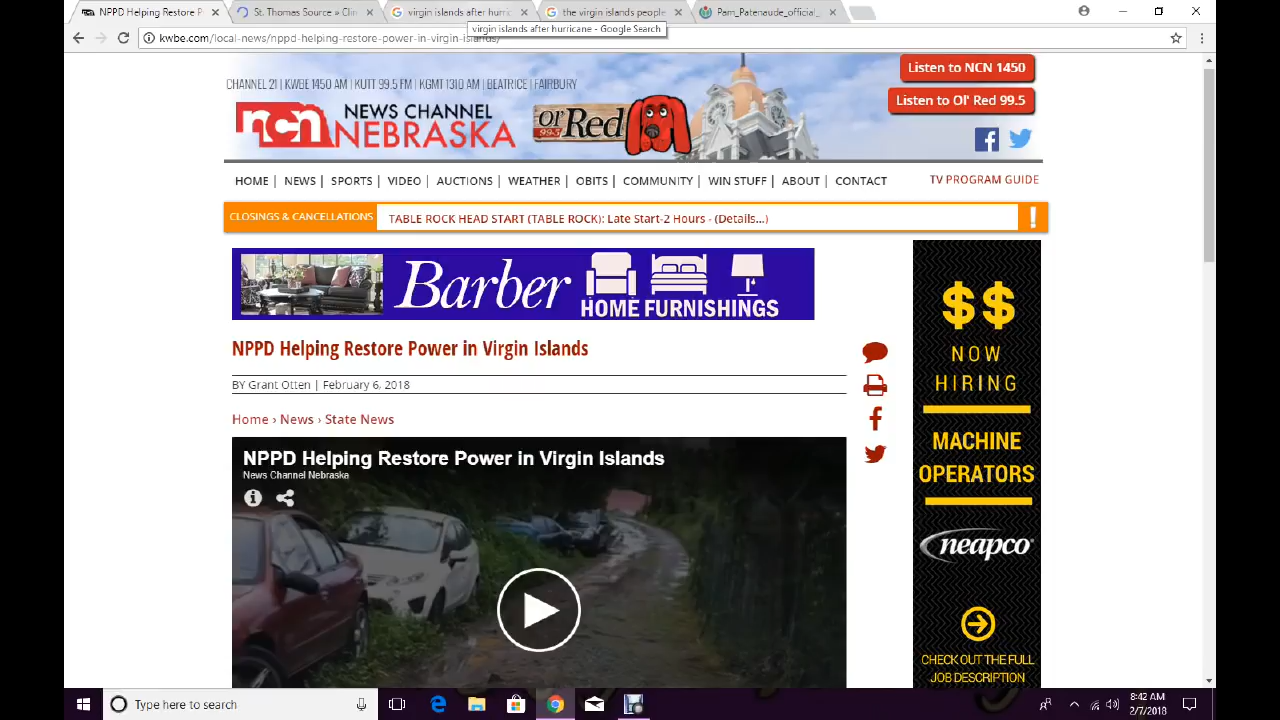 NPPD Helping Restore P
St. Thomas Source » Clin
virgin islands after hurric
the virgin islands people
Pam_Patenaude_official_
virgin islands after hurricane - Google Search
kwbe.com/local-news/nppd-helping-restore-power-in-virgin-islands/
Listen to NCN 1450
CHANNEL 21 | KWBE 1450 AM | KUTT 99.5 FM | KGMT 1310 AM | BEATRICE | FAIRBURY
Listen to Ol' Red 99.5
ncn NEWS CHANNEL NEBRASKA
Ol' Red 99.5
HOME | NEWS | SPORTS | VIDEO | AUCTIONS | WEATHER | OBITS | COMMUNITY | WIN STUFF | ABOUT | CONTACT
TV PROGRAM GUIDE
CLOSINGS & CANCELLATIONS
TABLE ROCK HEAD START (TABLE ROCK): Late Start-2 Hours - (Details...)
Barber HOME FURNISHINGS
NPPD Helping Restore Power in Virgin Islands
BY Grant Otten | February 6, 2018
Home › News › State News
NPPD Helping Restore Power in Virgin Islands
News Channel Nebraska
$$
NOW
HIRING
MACHINE
OPERATORS
neapco
CHECK OUT THE FULL
JOB DESCRIPTION
Type here to search
8:42 AM
2/7/2018